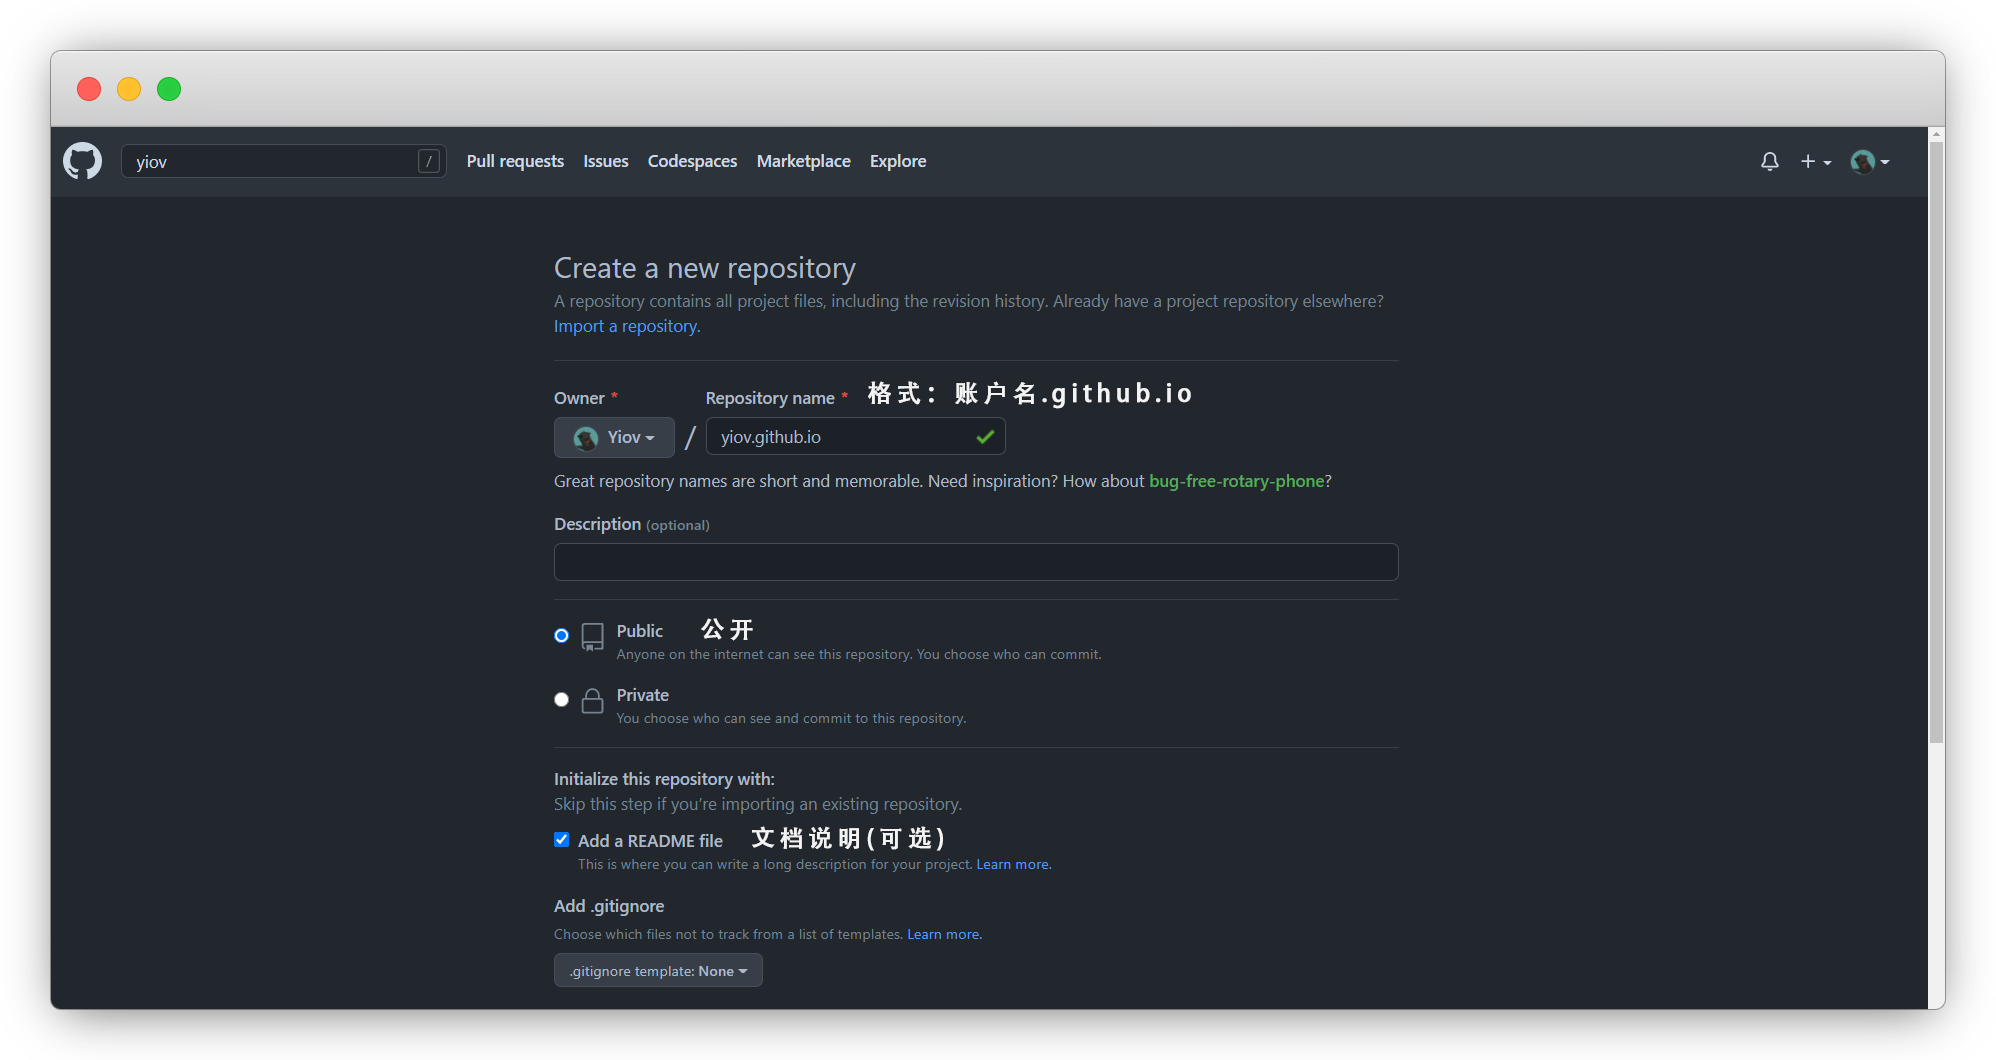 yiov /
Pull requests Issues Codespaces Marketplace Explore
Create a new repository
A repository contains all project files, including the revision history. Already have a project repository elsewhere?
Import a repository.
Owner * Repository name * 格式：账户名.github.io
Yiov / yiov.github.io
Great repository names are short and memorable. Need inspiration? How about bug-free-rotary-phone?
Description (optional)
Public 公开
Anyone on the internet can see this repository. You choose who can commit.
Private
You choose who can see and commit to this repository.
Initialize this repository with:
Skip this step if you’re importing an existing repository.
Add a README file 文档说明(可选)
This is where you can write a long description for your project. Learn more.
Add .gitignore
Choose which files not to track from a list of templates. Learn more.
.gitignore template: None